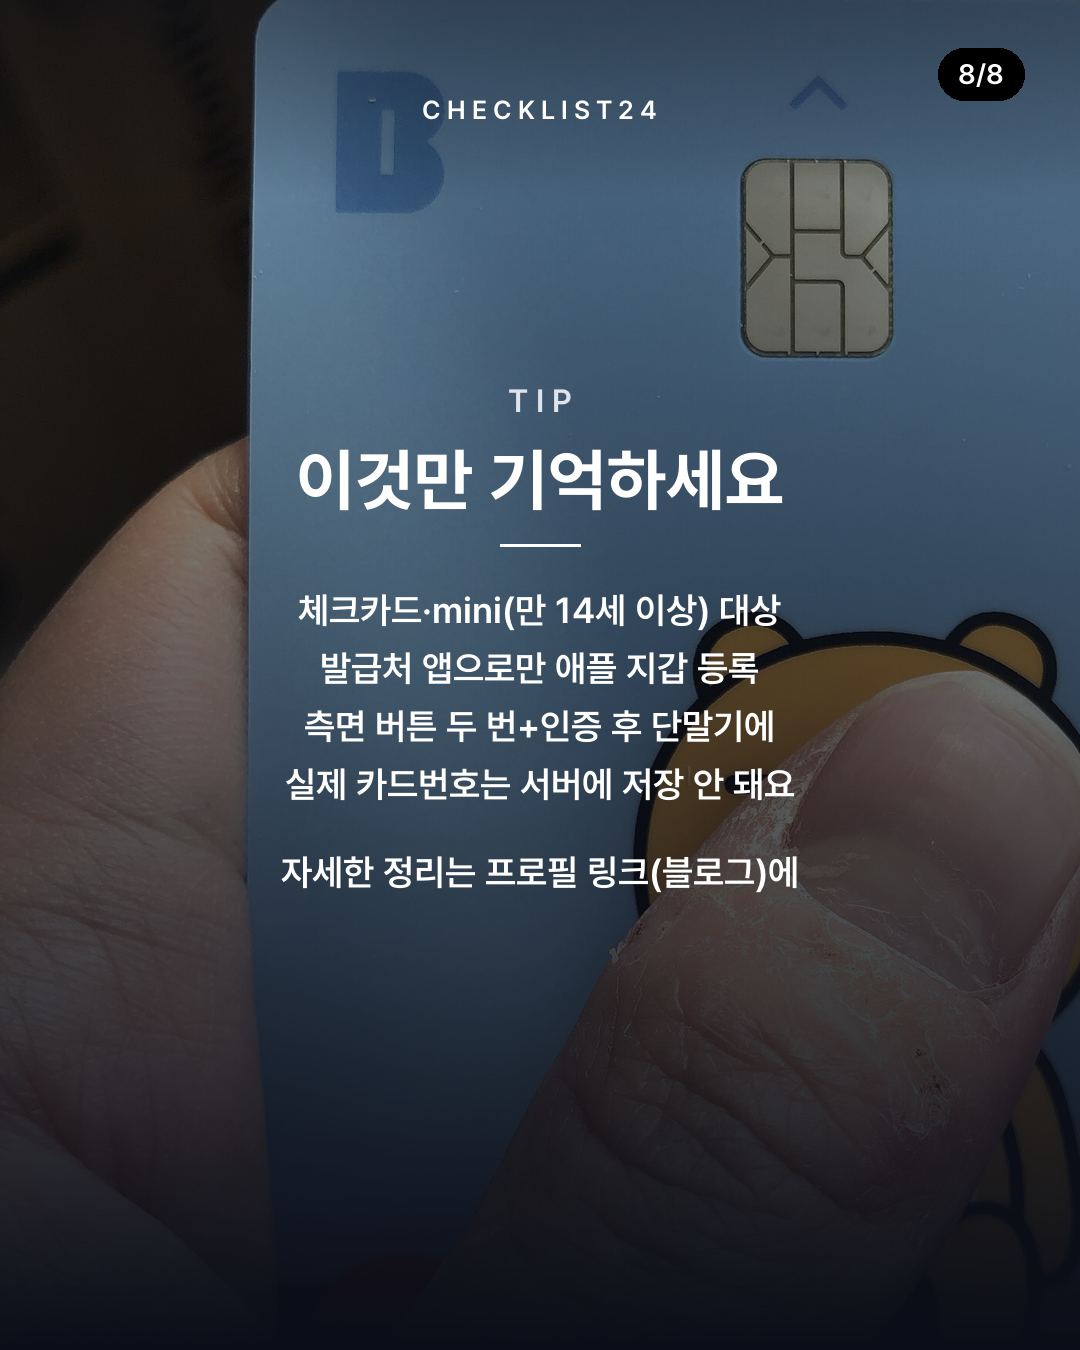 8/8
CHECKLIST24
B
TIP
이것만 기억하세요
체크카드·mini(만 14세 이상) 대상
발급처 앱으로만 애플 지갑 등록
측면 버튼 두 번+인증 후 단말기에
실제 카드번호는 서버에 저장 안 돼요
자세한 정리는 프로필 링크(블로그)에